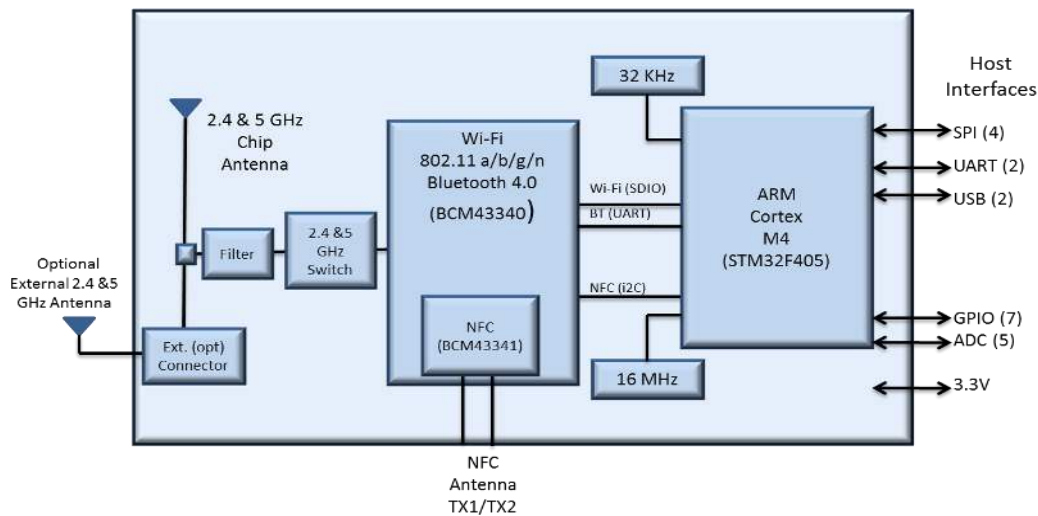 32 KHz
Host
Interfaces
2.4 & 5 GHz
Chip
Antenna
Wi-Fi
802.11 a/b/g/n
Bluetooth 4.0
(BCM43340)
Wi-Fi (SDIO)
BT (UART)
NFC (i2C)
ARM
Cortex
M4
(STM32F405)
SPI (4)
UART (2)
USB (2)
GPIO (7)
ADC (5)
3.3V
Optional
External 2.4 &5
GHz Antenna
Filter
2.4 &5
GHz
Switch
Ext. (opt)
Connector
NFC
(BCM43341)
16 MHz
NFC
Antenna
TX1/TX2